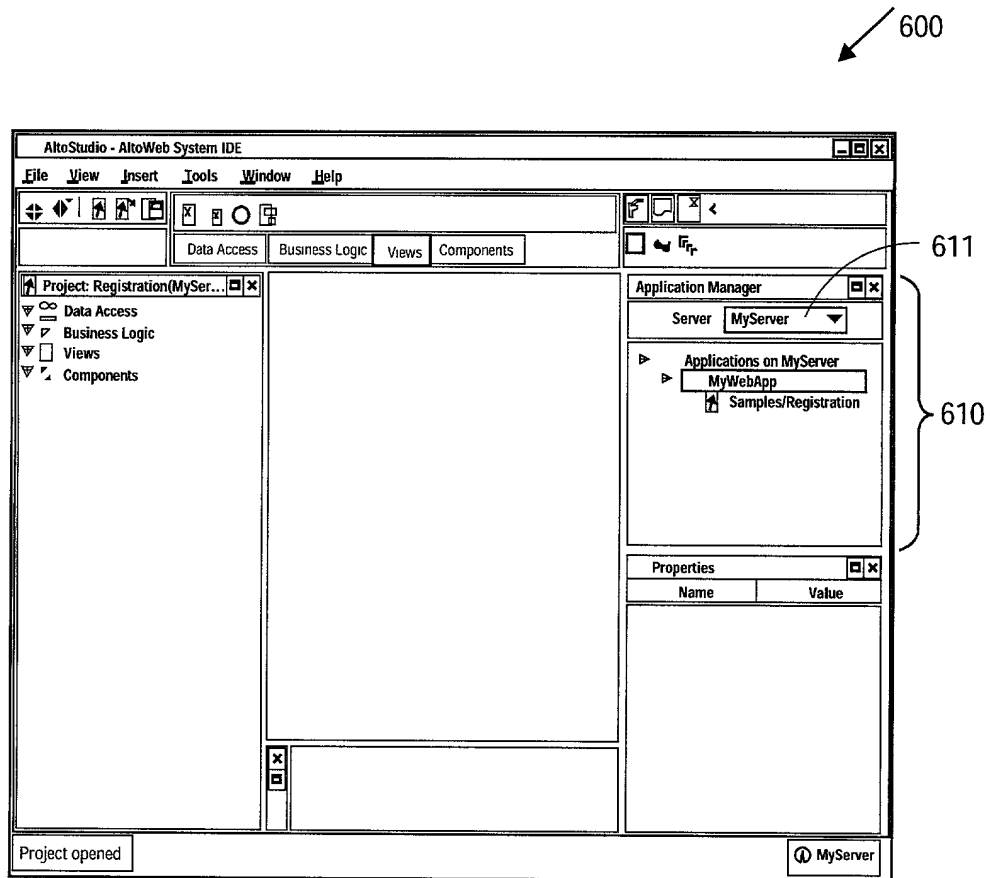 600
AltoStudio - AltoWeb System IDE
File View Insert Tools Window Help
Data Access Business Logic Views Components
611
Project: Registration(MySer...
Data Access
Business Logic
Views
Components
Application Manager
Server MyServer
Applications on MyServer
MyWebApp
Samples/Registration
610
Properties
Name Value
Project opened
MyServer